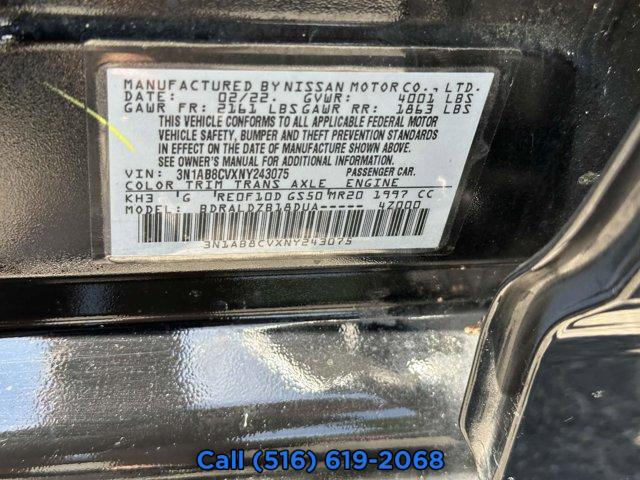 MANUFACTURED BY NISSAN MOTOR CO., LTD.
DATE: 02/22. GVWR: 4001 LBS
GAWR FR: 2161 LBS GAWR RR: 1863 LBS
THIS VEHICLE CONFORMS TO ALL APPLICABLE FEDERAL MOTOR
VEHICLE SAFETY, BUMPER AND THEFT PREVENTION STANDARDS
IN EFFECT ON THE DATE OF MANUFACTURE SHOWN ABOVE.
SEE OWNER'S MANUAL FOR ADDITIONAL INFORMATION.
VIN: 3N1AB8CVXNY243075 PASSENGER CAR.
COLOR TRIM TRANS AXLE ENGINE
KH3 G RE0F10D GS50 MR20 1997 CC
MODEL: BDRALDZB18DUA----- 4Z000
3N1AB8CVXNY243075
Call (516) 619-2068